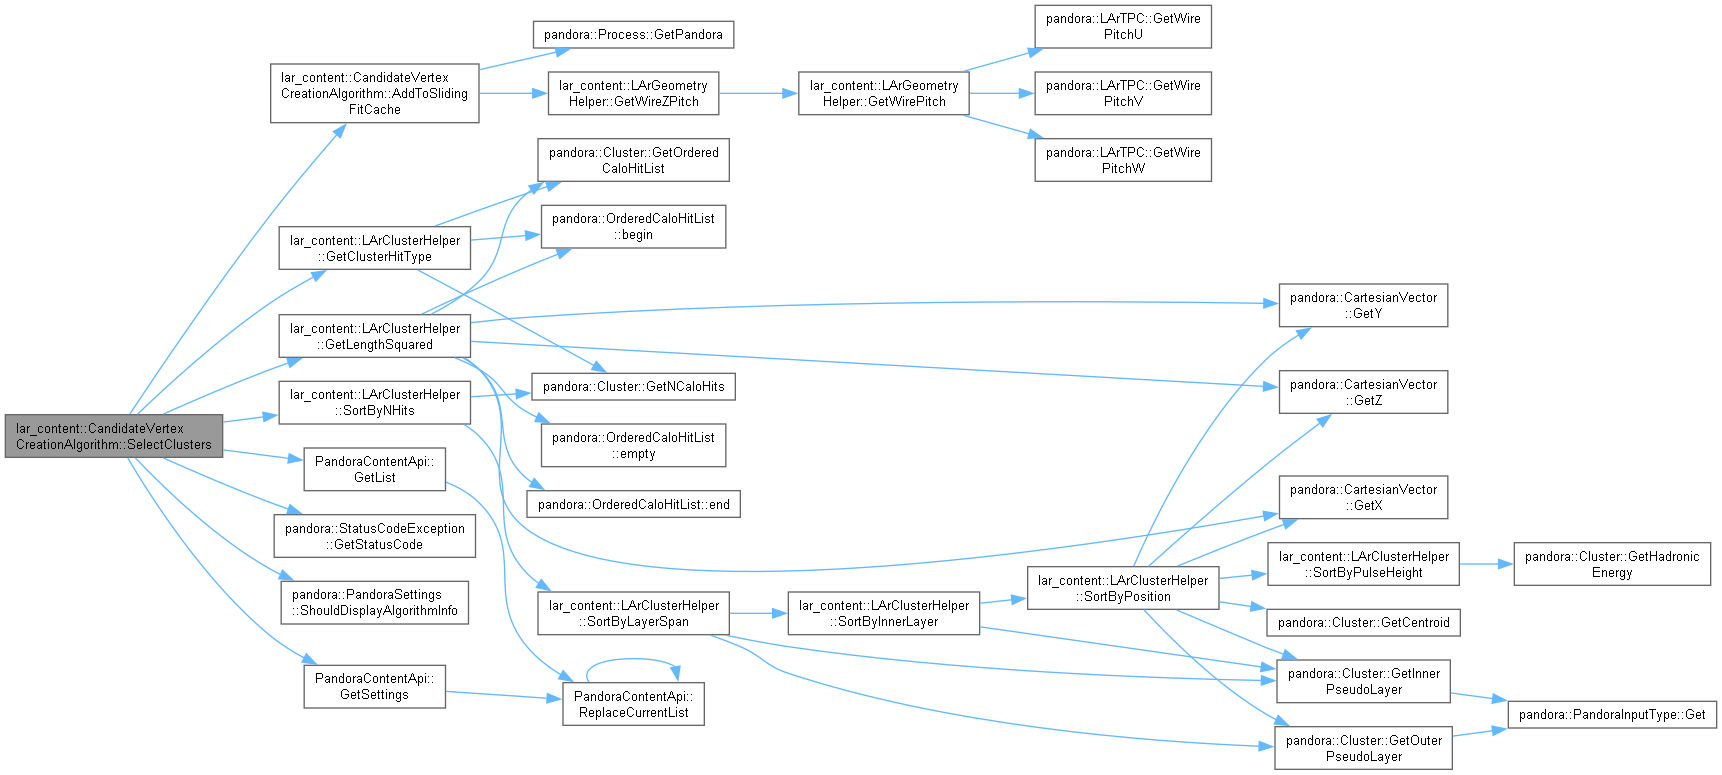 lar_content::CandidateVertex
CreationAlgorithm::SelectClusters
lar_content::CandidateVertex
CreationAlgorithm::AddToSliding
FitCache
pandora::Process::GetPandora
lar_content::LArGeometry
Helper::GetWireZPitch
lar_content::LArGeometry
Helper::GetWirePitch
pandora::LArTPC::GetWire
PitchU
pandora::LArTPC::GetWire
PitchV
pandora::LArTPC::GetWire
PitchW
lar_content::LArClusterHelper
::GetClusterHitType
pandora::Cluster::GetOrdered
CaloHitList
pandora::OrderedCaloHitList
::begin
lar_content::LArClusterHelper
::GetLengthSquared
pandora::Cluster::GetNCaloHits
pandora::OrderedCaloHitList
::empty
pandora::OrderedCaloHitList::end
pandora::CartesianVector
::GetY
pandora::CartesianVector
::GetZ
pandora::CartesianVector
::GetX
lar_content::LArClusterHelper
::SortByNHits
lar_content::LArClusterHelper
::SortByLayerSpan
lar_content::LArClusterHelper
::SortByInnerLayer
lar_content::LArClusterHelper
::SortByPosition
lar_content::LArClusterHelper
::SortByPulseHeight
pandora::Cluster::GetHadronic
Energy
pandora::Cluster::GetCentroid
pandora::Cluster::GetInner
PseudoLayer
pandora::Cluster::GetOuter
PseudoLayer
pandora::PandoraInputType::Get
PandoraContentApi::
GetList
pandora::StatusCodeException
::GetStatusCode
pandora::PandoraSettings
::ShouldDisplayAlgorithmInfo
PandoraContentApi::
GetSettings
PandoraContentApi::
ReplaceCurrentList